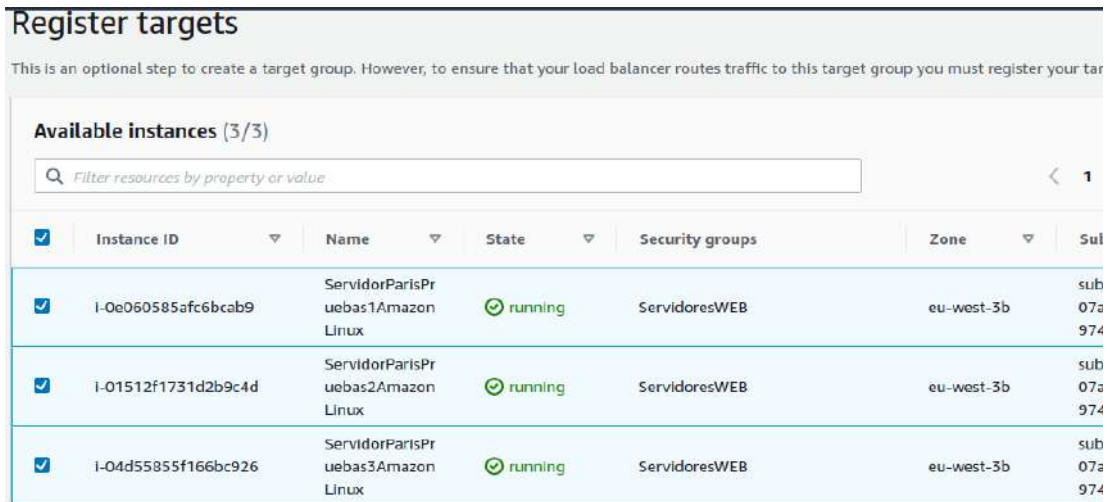 Register targets
This is an optional step to create a target group. However, to ensure that your load balancer routes traffic to this target group you must register your tar
Available instances (3/3)
Filter resources by property or value
1
Instance ID Name State Security groups Zone Sul
ServidorParisPr sub
i-0e060585afc6bcab9 uebas1Amazon running ServidoresWEB eu-west-3b 07a
Linux 974
ServidorParisPr sub
i-01512f1731d2b9c4d uebas2Amazon running ServidoresWEB eu-west-3b 07a
Linux 974
ServidorParisPr sub
i-04d55855f166bc926 uebas3Amazon running ServidoresWEB eu-west-3b 07a
Linux 974